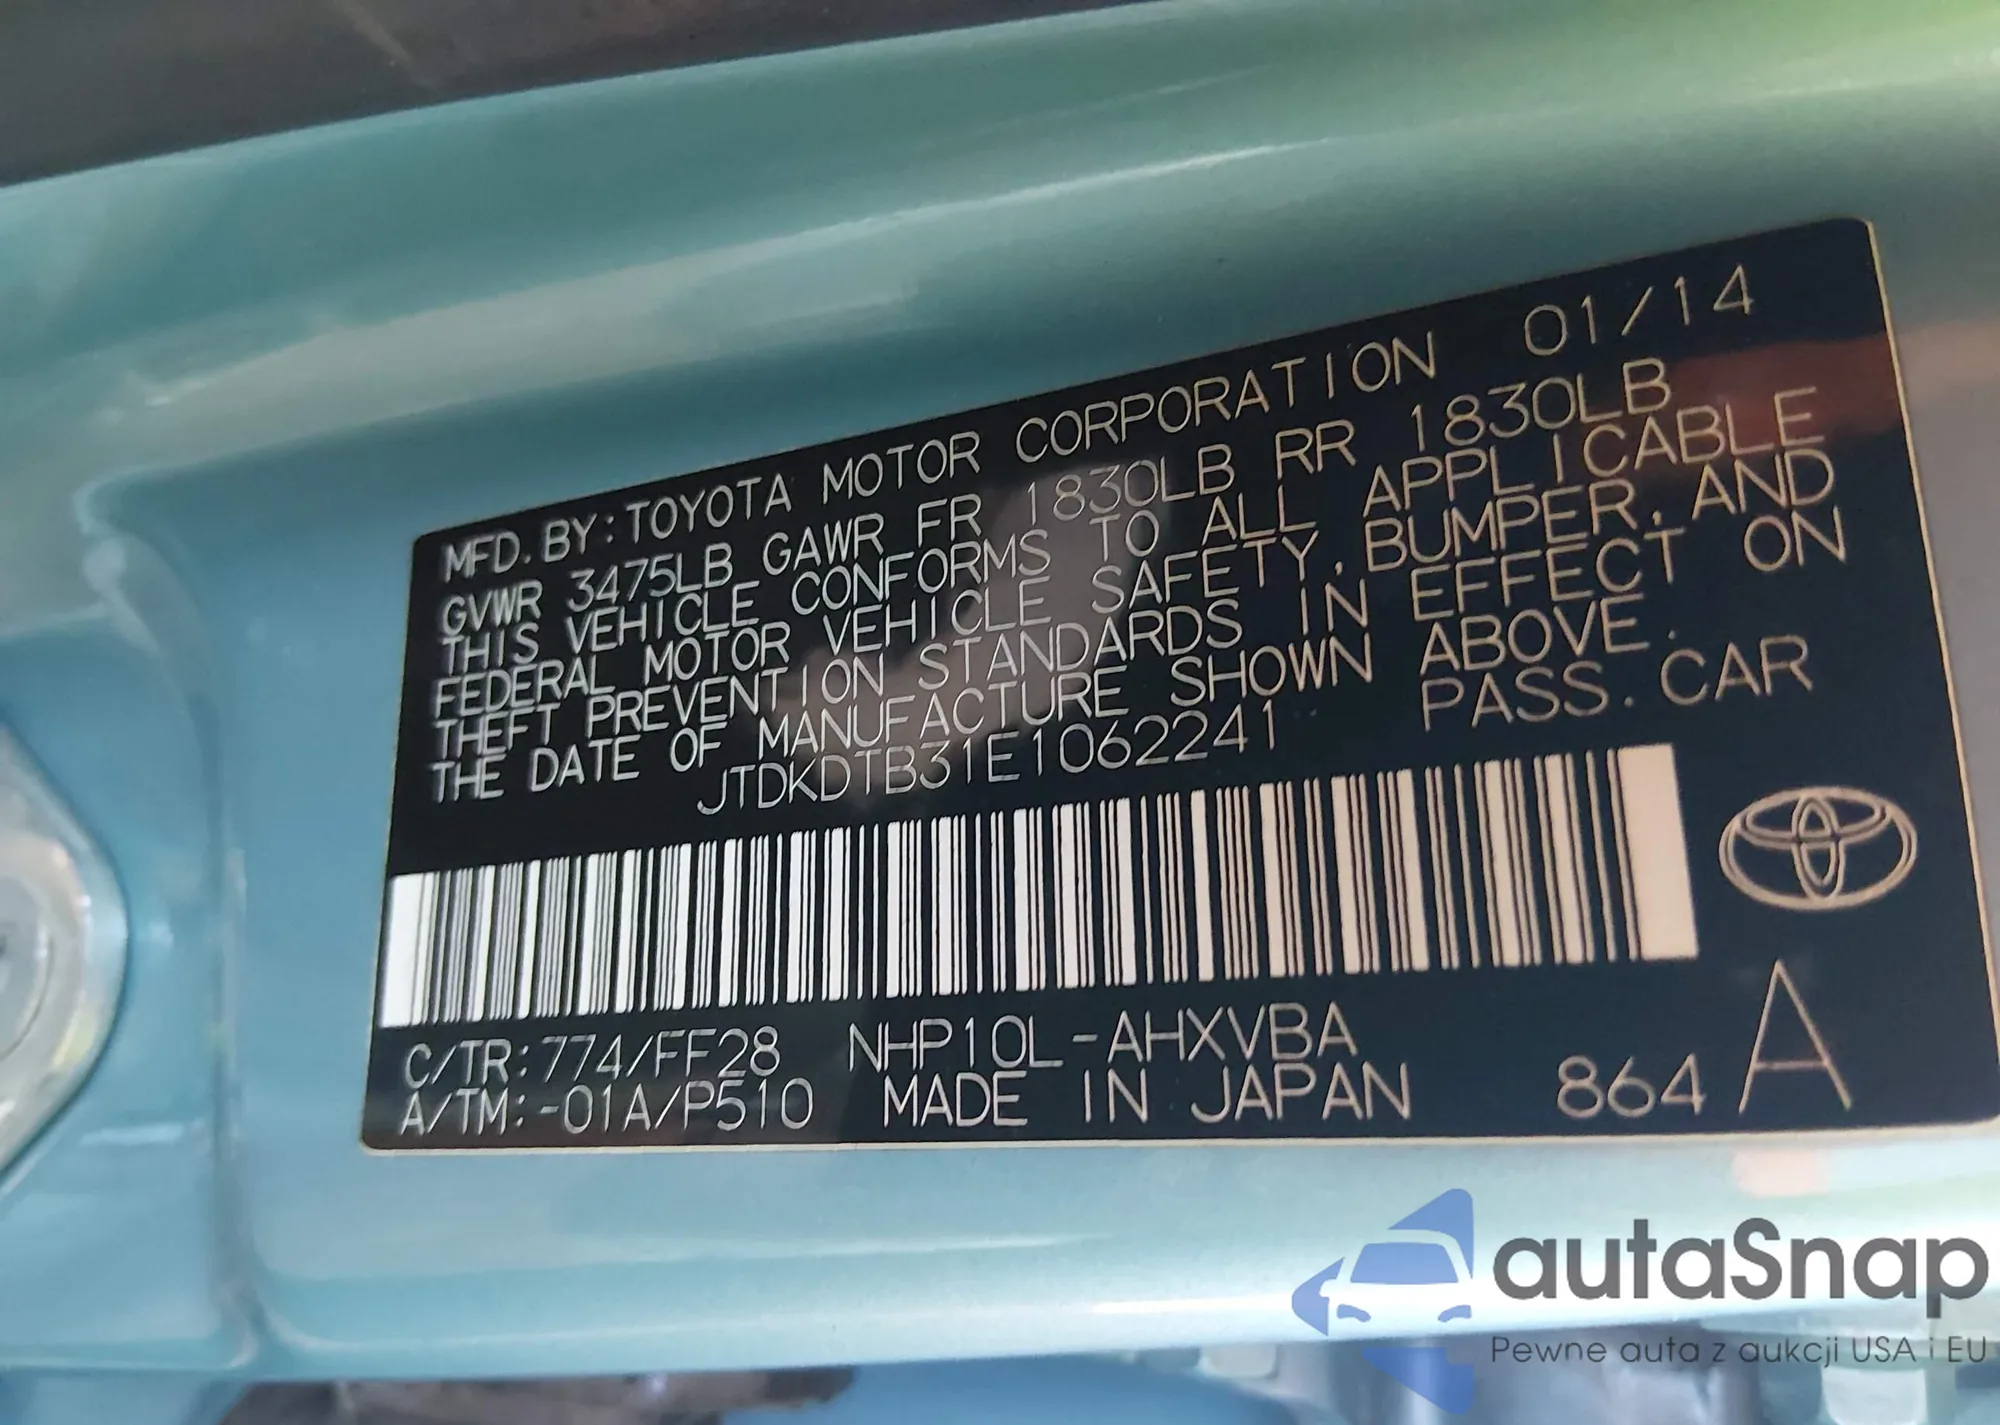 MFD. BY: TOYOTA MOTOR CORPORATION 01/14
GVWR 3475LB GAWR FR 1830LB RR 1830LB
THIS VEHICLE CONFORMS TO ALL APPLICABLE
FEDERAL MOTOR VEHICLE SAFETY, BUMPER, AND
THEFT PREVENTION STANDARDS IN EFFECT ON
THE DATE OF MANUFACTURE SHOWN ABOVE.
JTDKDTB31E1062241 PASS. CAR
C/TR: 774/FF28 NHP10L-AHXVBA
A/TM: -01A/P510 MADE IN JAPAN 864 A
autaSnap
Pewne auta z aukcji USA i EU